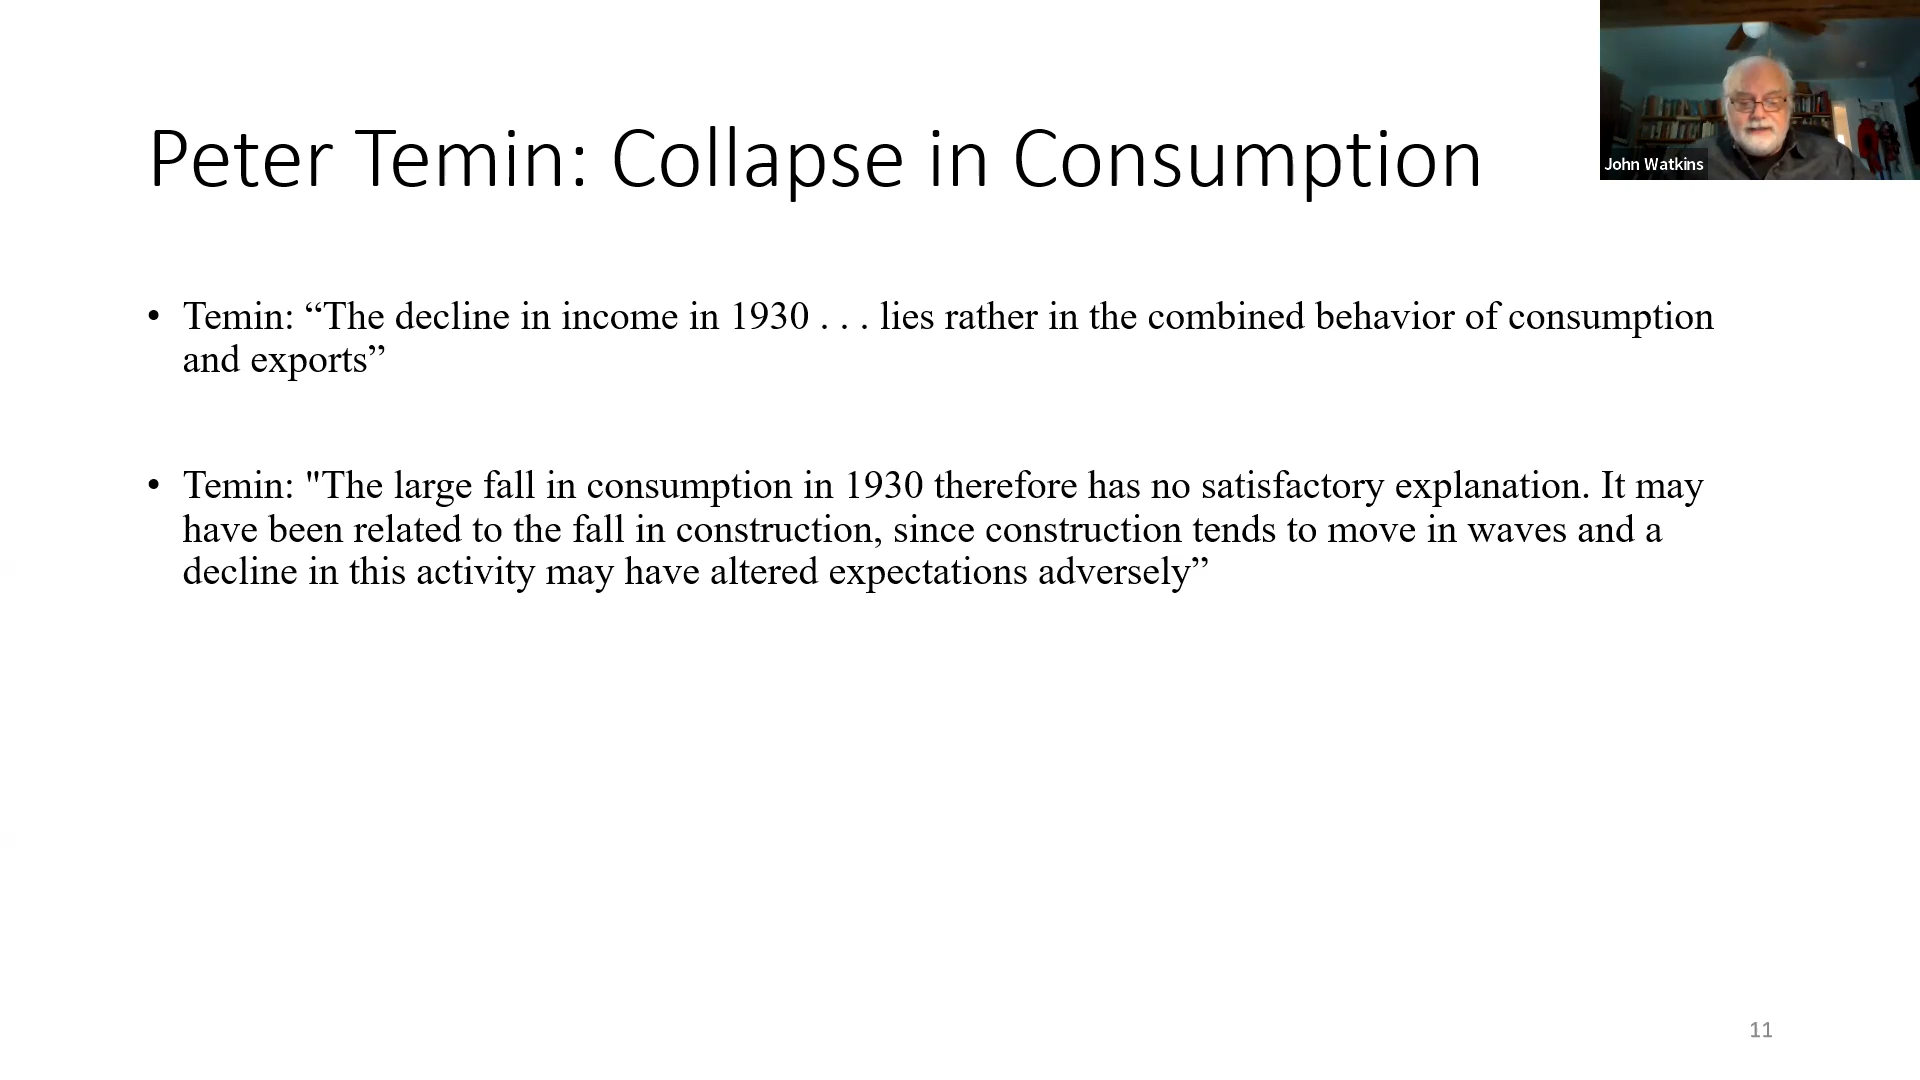 Peter Temin: Collapse in Consumption
John Watkins
• Temin: “The decline in income in 1930 . . . lies rather in the combined behavior of consumption
and exports”
• Temin: "The large fall in consumption in 1930 therefore has no satisfactory explanation. It may
have been related to the fall in construction, since construction tends to move in waves and a
decline in this activity may have altered expectations adversely”
11